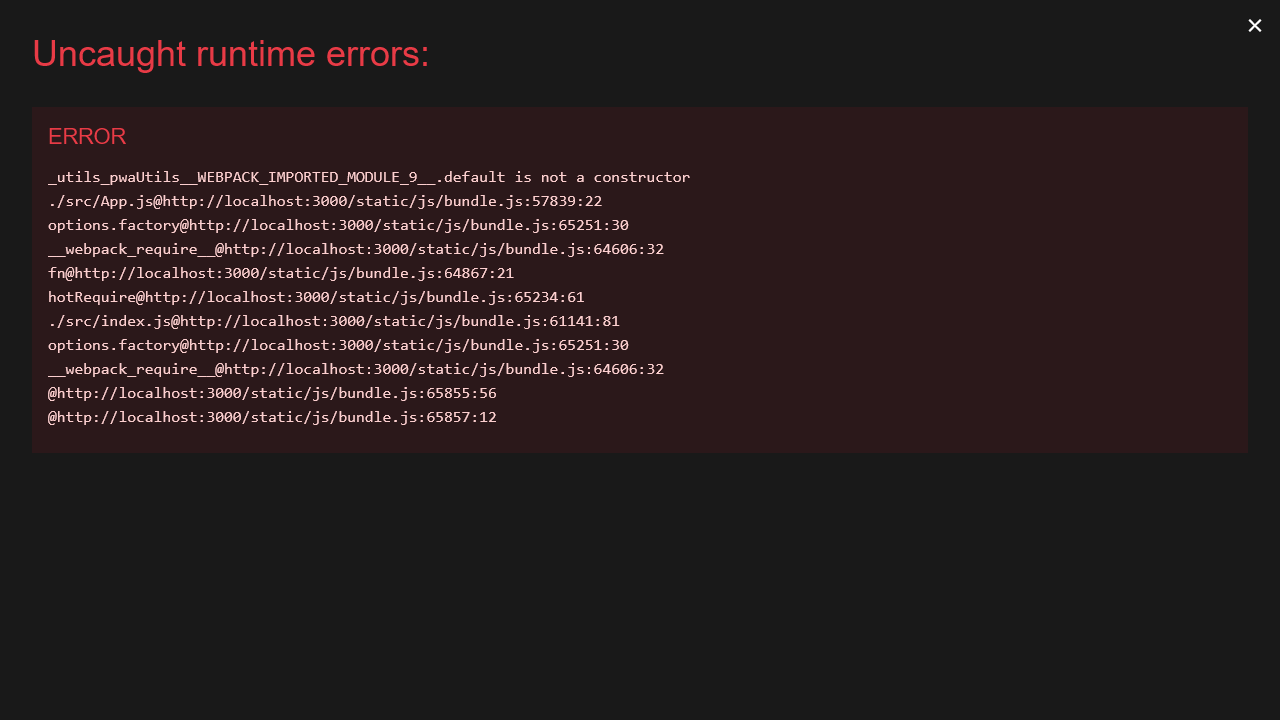 ×
Uncaught runtime errors:
ERROR
_utils_pwaUtils__WEBPACK_IMPORTED_MODULE_9__.default is not a constructor
./src/App.js@http://localhost:3000/static/js/bundle.js:57839:22
options.factory@http://localhost:3000/static/js/bundle.js:65251:30
__webpack_require__@http://localhost:3000/static/js/bundle.js:64606:32
fn@http://localhost:3000/static/js/bundle.js:64867:21
hotRequire@http://localhost:3000/static/js/bundle.js:65234:61
./src/index.js@http://localhost:3000/static/js/bundle.js:61141:81
options.factory@http://localhost:3000/static/js/bundle.js:65251:30
__webpack_require__@http://localhost:3000/static/js/bundle.js:64606:32
@http://localhost:3000/static/js/bundle.js:65855:56
@http://localhost:3000/static/js/bundle.js:65857:12